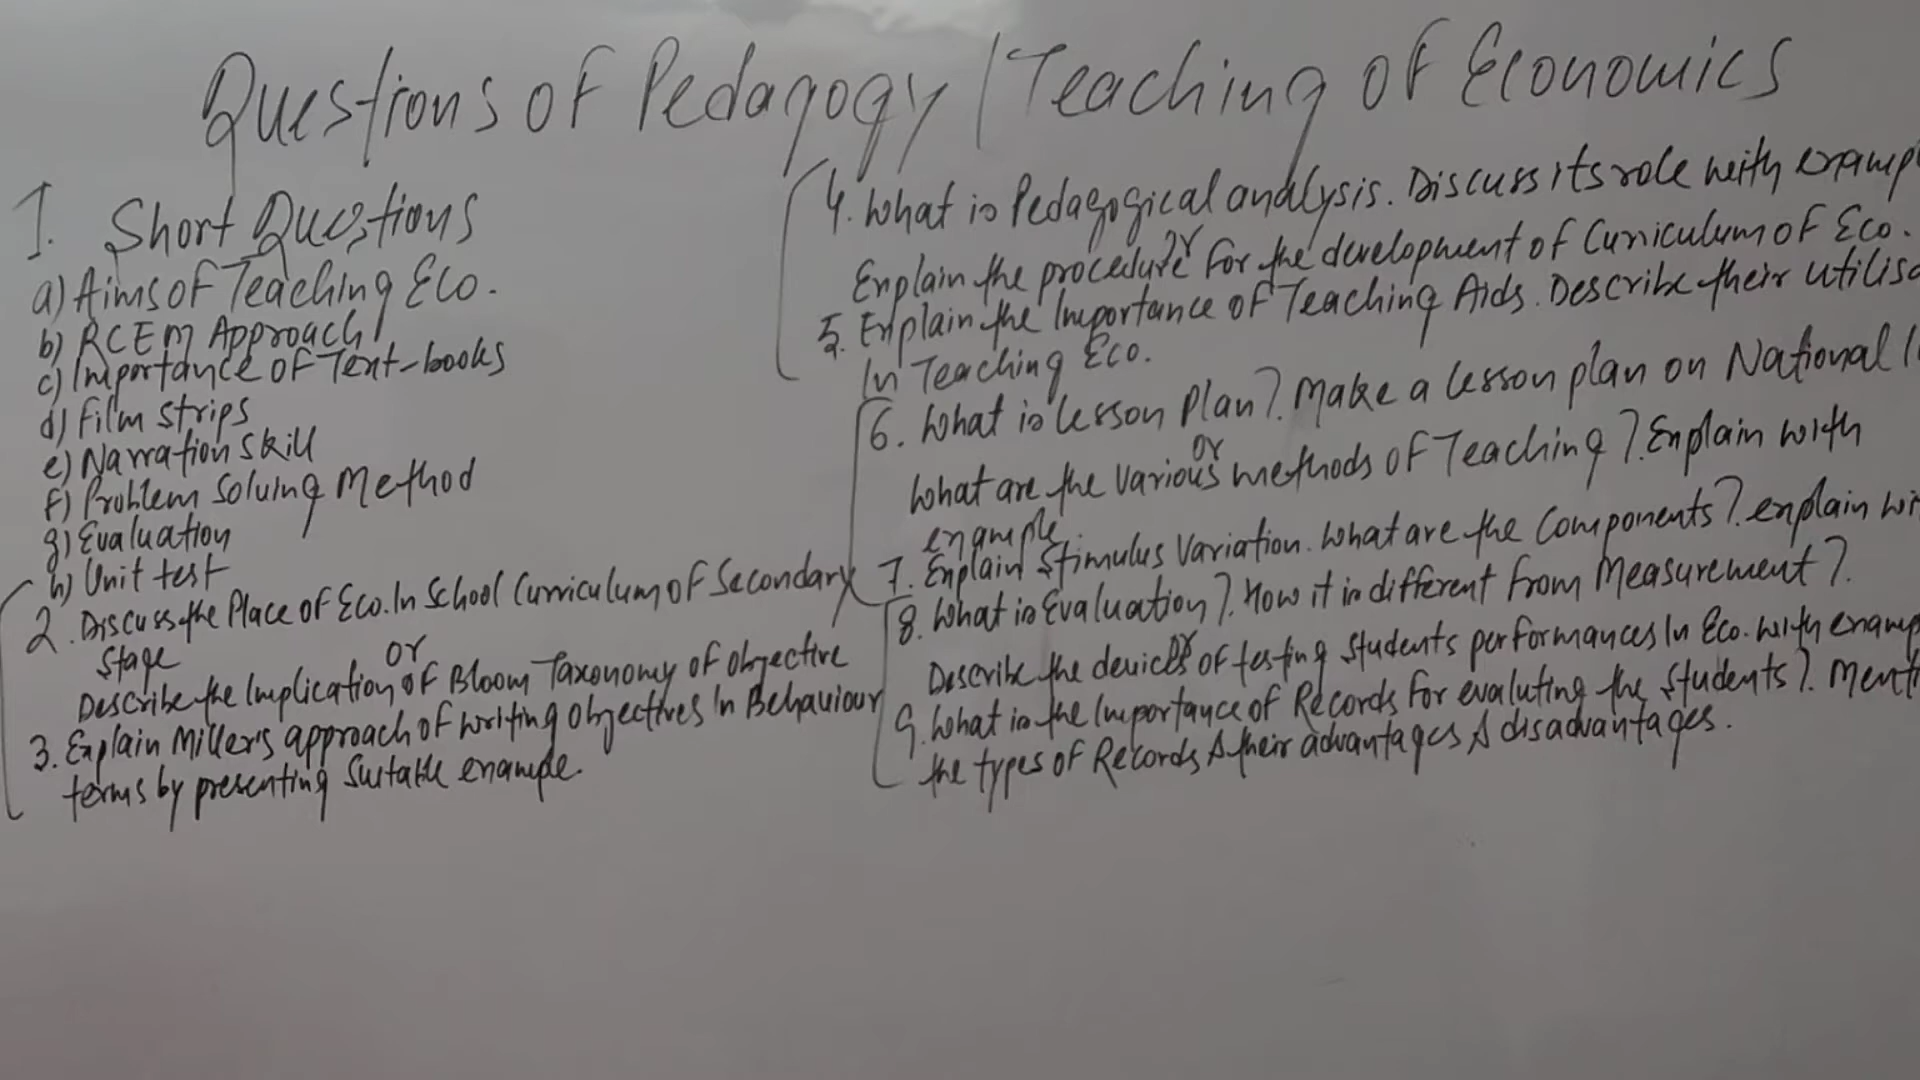 Questions of Pedagogy / Teaching of Economics
1. Short Questions
a) Aims of Teaching Eco.
b) RCEM Approach
c) Importance of Text-books
d) Film strips
e) Narration skill
f) Problem Solving Method
g) Evaluation
h) Unit test
2. Discuss the Place of Eco. In School Curriculum of Secondary
Stage
or
Describe the Implication of Bloom Taxonomy of objective
3. Explain Miller's approach of writing objectives In Behaviour
terms by presenting Suitable example.
4. What is Pedagogical analysis. Discuss its role with
or
Explain the procedure for the development of Curriculum of Eco.
5. Explain the Importance of Teaching Aids. Describe their
In Teaching Eco.
6. What is lesson Plan?. Make a lesson plan on National
or
What are the various methods of Teaching?. Explain with
example.
7. Explain Stimulus Variation. What are the Components?. explain
8. What is Evaluation?. How it is different from Measurement?.
or
Describe the devices of testing students performances In Eco. with
9. What is the Importance of Records for evaluting the students?.
the types of Records & their advantages & disadvantages.